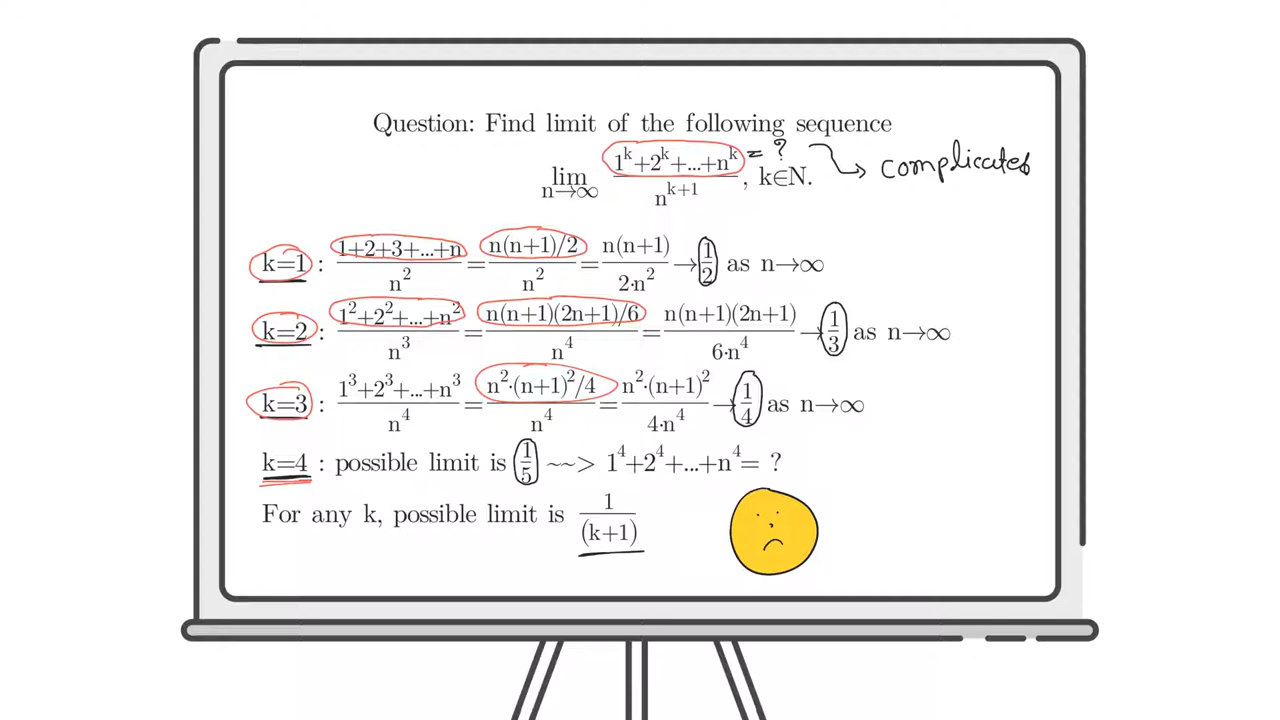 Question: Find limit of the following sequence
lim n→∞ (1^k+2^k+...+n^k)/n^(k+1), k∈N. = ? complicated
k=1 : (1+2+3+...+n)/n^2 = (n(n+1)/2)/n^2 = n(n+1)/(2·n^2) → 1/2 as n→∞
k=2 : (1^2+2^2+...+n^2)/n^3 = (n(n+1)(2n+1)/6)/n^4 = n(n+1)(2n+1)/(6·n^4) → 1/3 as n→∞
k=3 : (1^3+2^3+...+n^3)/n^4 = (n^2·(n+1)^2/4)/n^4 = n^2·(n+1)^2/(4·n^4) → 1/4 as n→∞
k=4 : possible limit is 1/5 ~~> 1^4+2^4+...+n^4= ?
For any k, possible limit is 1/(k+1)